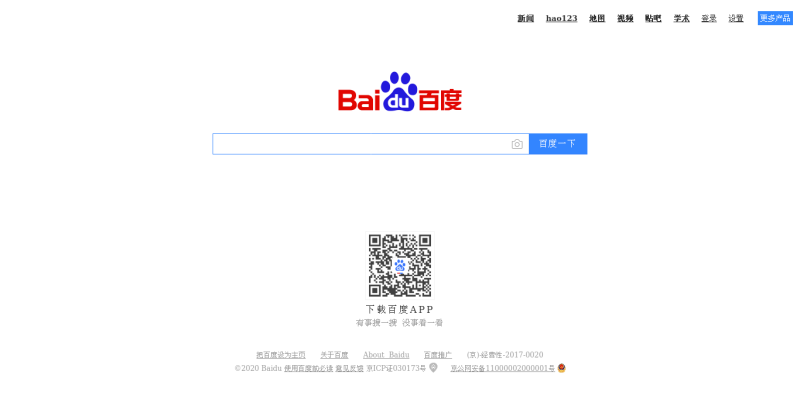 新闻 hao123 地图 视频 贴吧 学术 登录 设置 更多产品
Bai du 百度
百度一下
下载百度APP
有事搜一搜 没事看一看
把百度设为主页 关于百度 About Baidu 百度推广 (京)-经营性-2017-0020
©2020 Baidu 使用百度前必读 意见反馈 京ICP证030173号 京公网安备11000002000001号